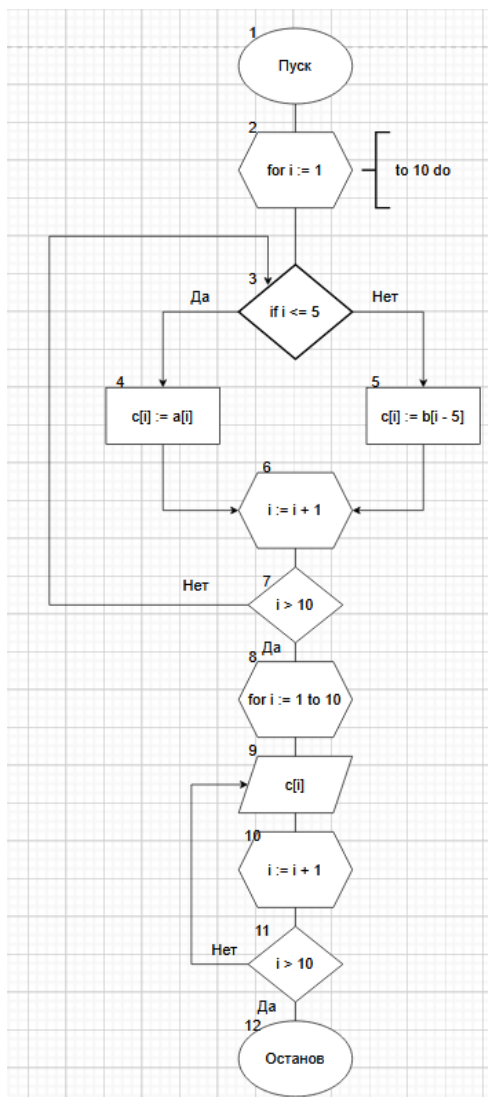 1
Пуск
2
for i := 1
to 10 do
3
if i <= 5
Да
Нет
4
c[i] := a[i]
5
c[i] := b[i - 5]
6
i := i + 1
7
i > 10
Нет
Да
8
for i := 1 to 10
9
c[i]
10
i := i + 1
11
i > 10
Нет
Да
12
Останов